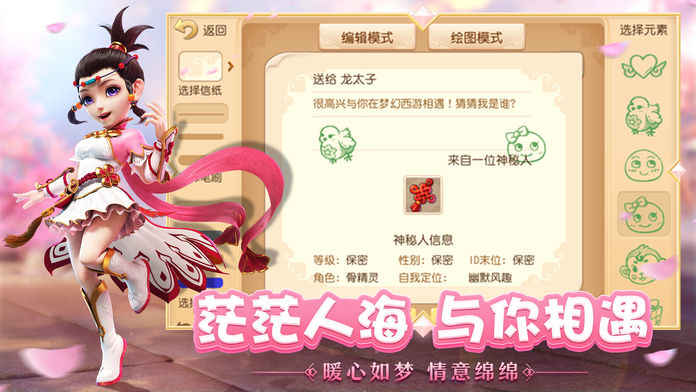 返回
编辑模式
绘图模式
选择元素
选择信纸
送给 龙太子
很高兴与你在梦幻西游相遇！猜猜我是谁？
来自一位神秘人
神秘人信息
等级：保密 性别：保密 ID末位：保密
角色：骨精灵 自我定位： 幽默风趣
茫茫人海 与你相遇
暖心如梦 情意绵绵